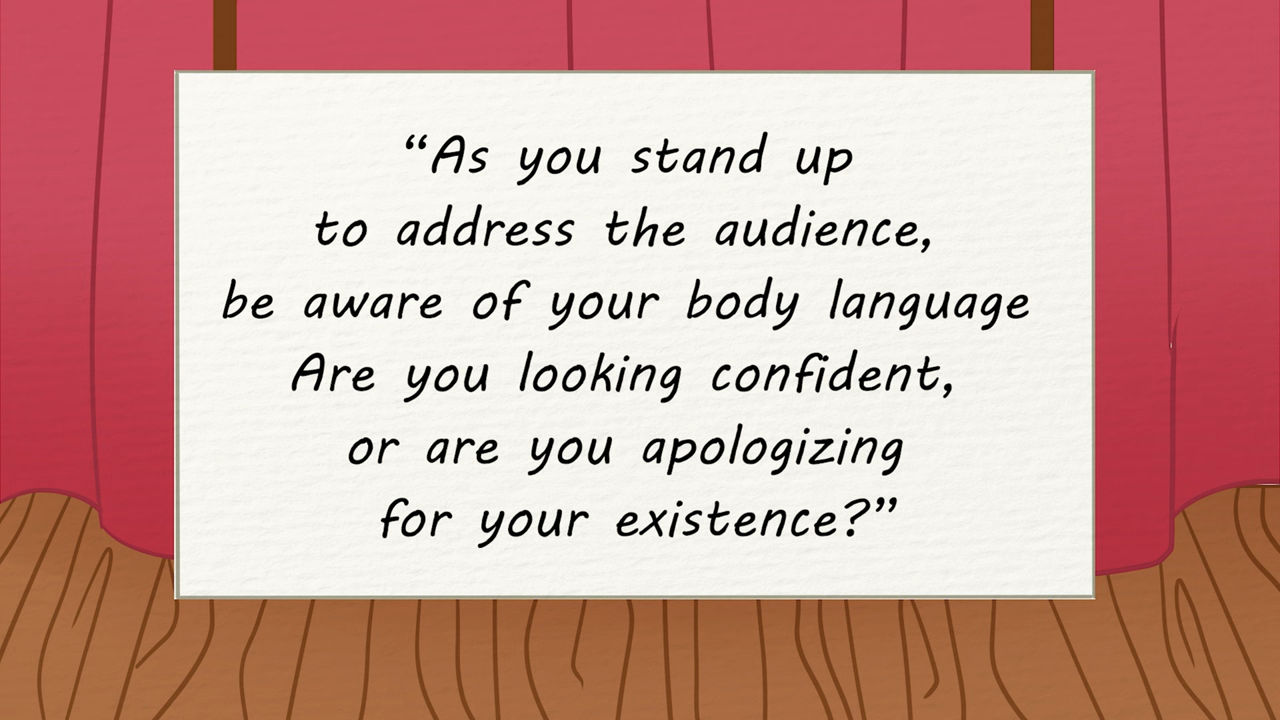 “As you stand up
to address the audience,
be aware of your body language
Are you looking confident,
or are you apologizing
for your existence?”